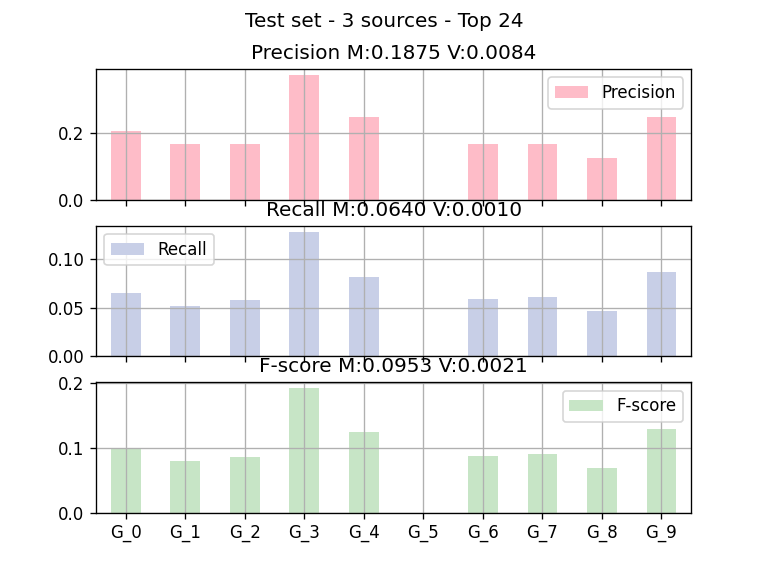 Test set - 3 sources - Top 24
Precision M:0.1875 V:0.0084
Precision
0.2
0.0
Recall M:0.0640 V:0.0010
Recall
0.10
0.05
0.00
F-score M:0.0953 V:0.0021
F-score
0.2
0.1
0.0
G_0 G_1 G_2 G_3 G_4 G_5 G_6 G_7 G_8 G_9